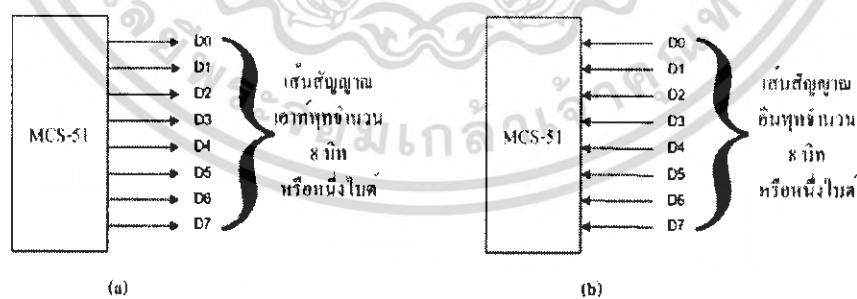 MCS-51
D0
D1
D2
D3
D4
D5
D6
D7
เส้นสัญญาณ
เอาท์พุทจำนวน
8 บิท
หรือหนึ่งไบต์
(a)
MCS-51
D0
D1
D2
D3
D4
D5
D6
D7
เส้นสัญญาณ
อินพุทจำนวน
8 บิท
หรือหนึ่งไบต์
(b)